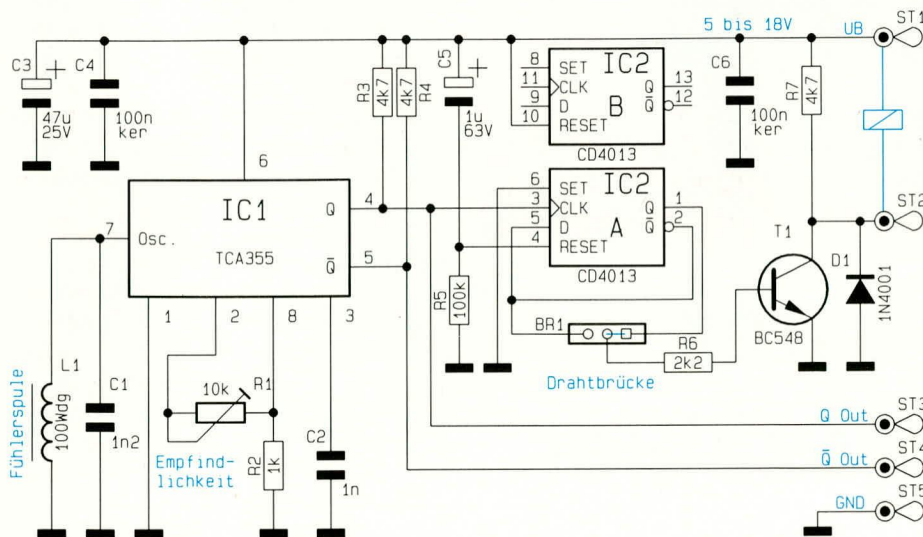 ST1
5 bis 18V
UB
C3
+
47u
25V
C4
100n
ker
6
R3
4k7
4k7
R4
C5
+
1u
63V
8
11
9
10
SET
CLK
D
RESET
IC2
B
Q
Q̅
13
12
CD4013
C6
100n
ker
R7
4k7
IC1
TCA355
7
Osc.
Q
4
Q̅
5
1
2
8
3
6
3
5
4
SET
CLK
D
RESET
IC2
A
Q
Q̅
1
2
CD4013
ST2
T1
BC548
D1
1N4001
R5
100k
BR1
R6
2k2
Drahtbrücke
Fühlerspule
L1
100Wdg
C1
1n2
10k
R1
Empfind-
lichkeit
R2
1k
C2
1n
Q Out
ST3
Q̅ Out
ST4
GND
ST5